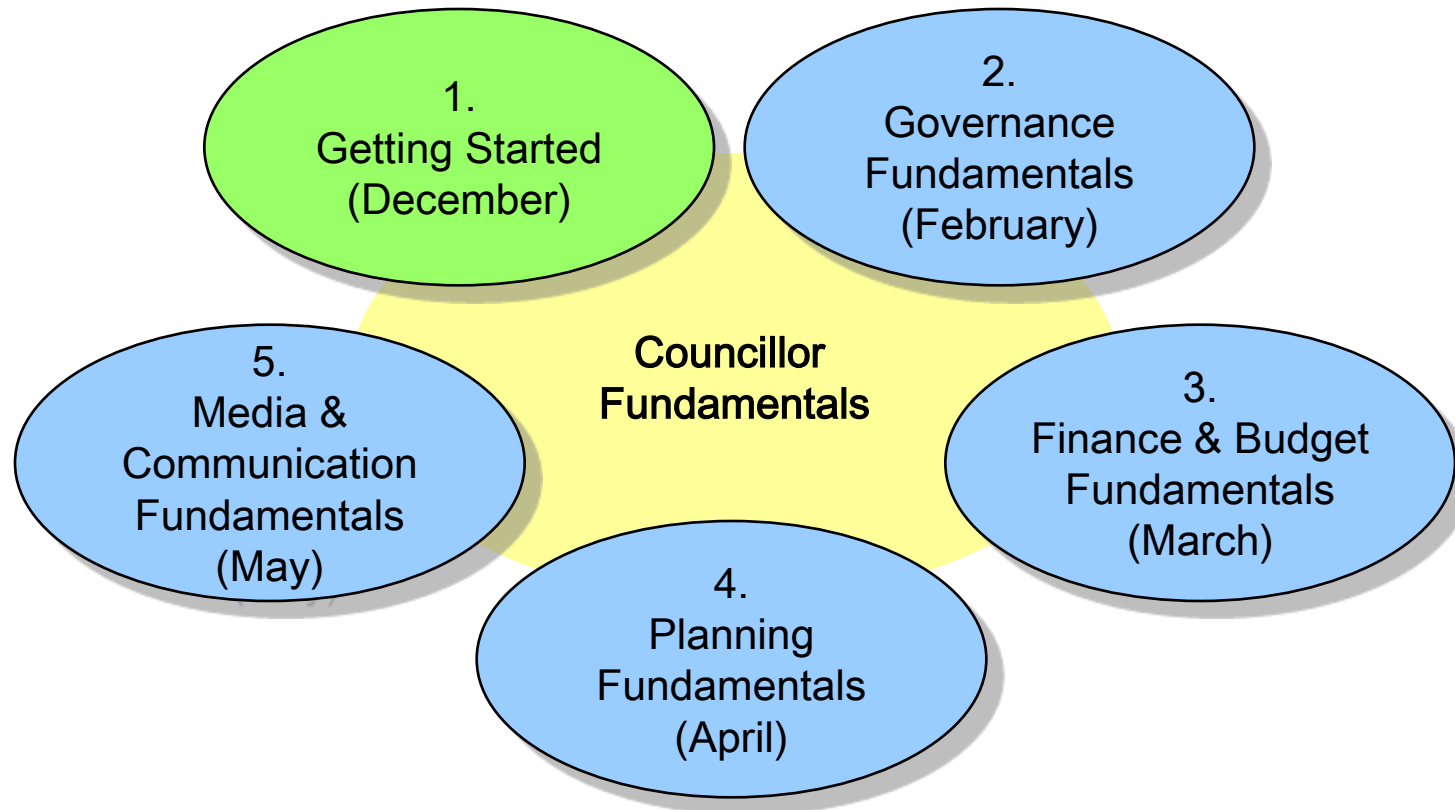 1.
Getting Started
(December)
2.
Governance
Fundamentals
(February)
Councillor
Fundamentals
3.
Finance & Budget
Fundamentals
(March)
4.
Planning
Fundamentals
(April)
5.
Media &
Communication
Fundamentals
(May)